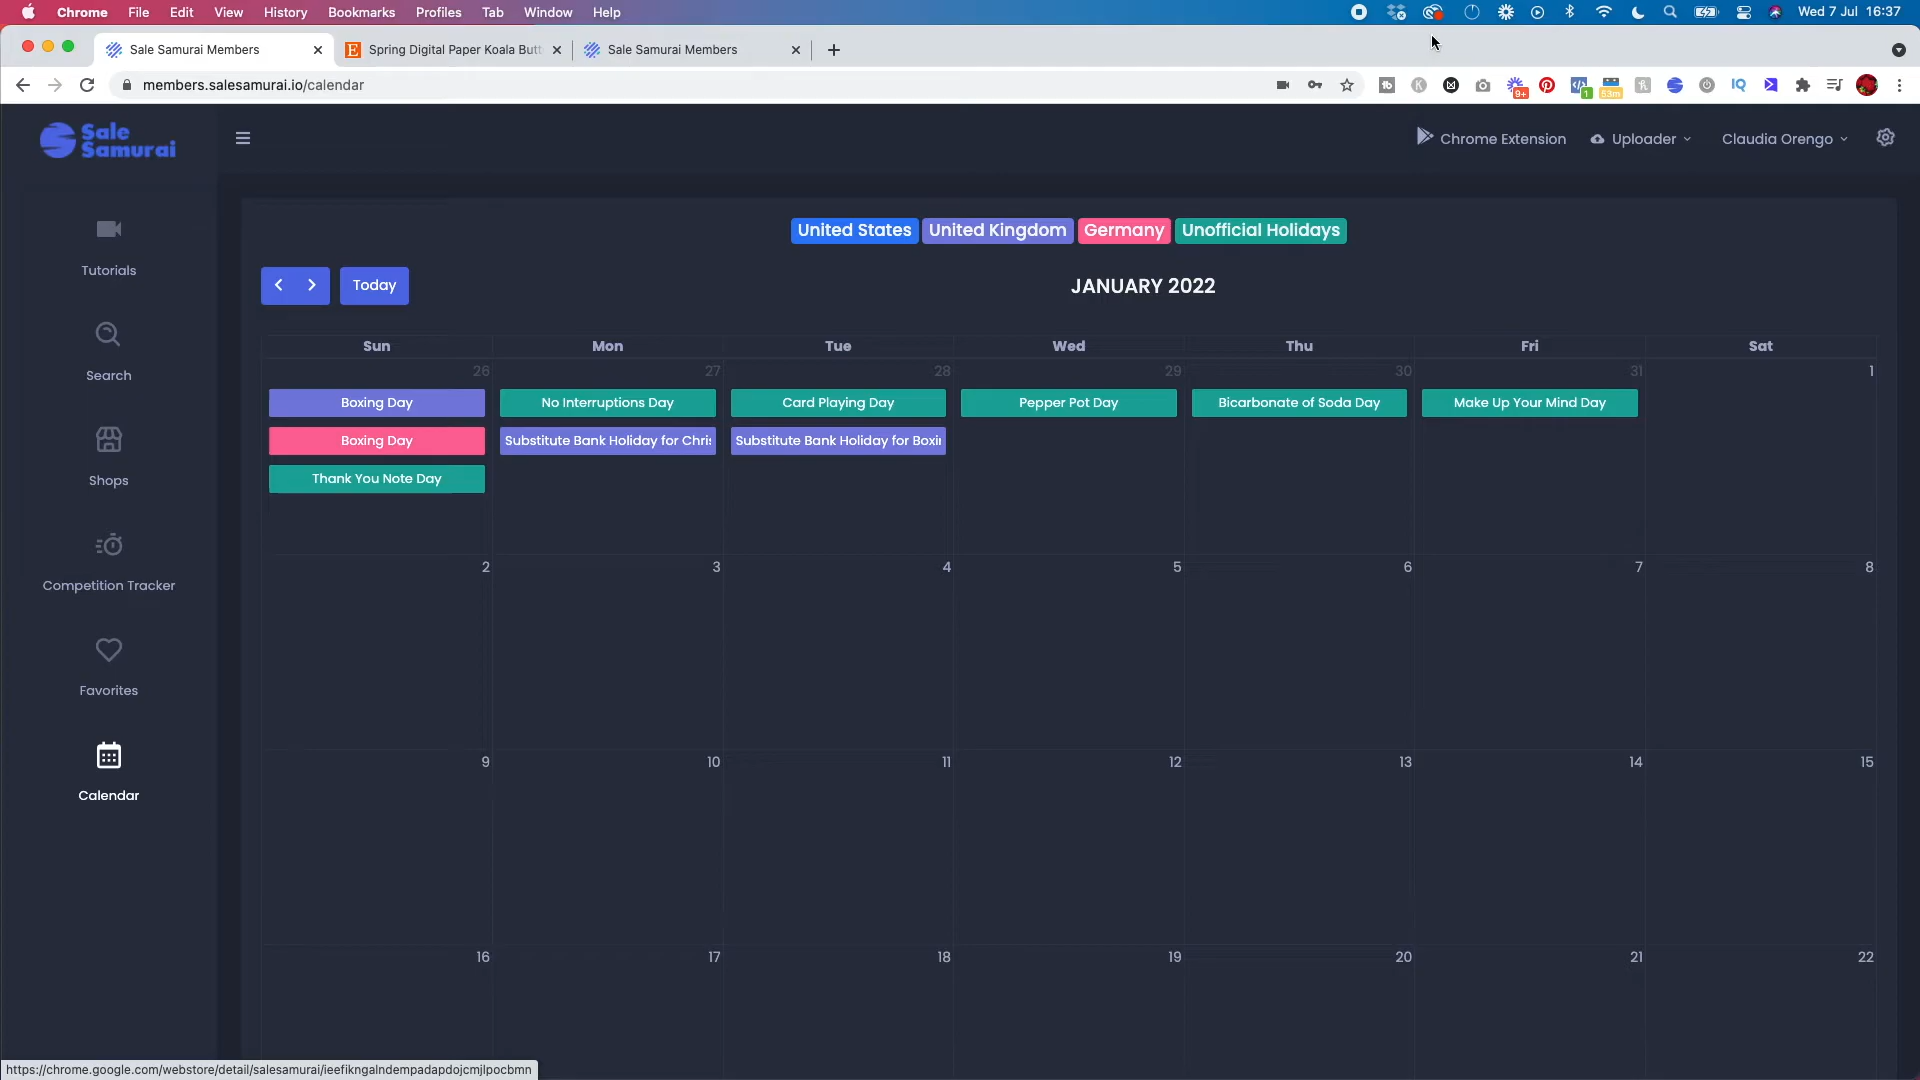 Chrome File Edit View History Bookmarks Profiles Tab Window Help Wed 7 Jul 16:37
Sale Samurai Members Spring Digital Paper Koala Butt Sale Samurai Members
members.salesamurai.io/calendar 9+ 1 53m
Sale Samurai
Chrome Extension Uploader Claudia Orengo
Tutorials
Search
Shops
Competition Tracker
Favorites
Calendar
United States United Kingdom Germany Unofficial Holidays
Today JANUARY 2022
Sun Mon Tue Wed Thu Fri Sat
26 27 28 29 30 31 1
Boxing Day No Interruptions Day Card Playing Day Pepper Pot Day Bicarbonate of Soda Day Make Up Your Mind Day
Boxing Day Substitute Bank Holiday for Chris Substitute Bank Holiday for Boxin
Thank You Note Day
2 3 4 5 6 7 8
9 10 11 12 13 14 15
16 17 18 19 20 21 22
https://chrome.google.com/webstore/detail/salesamurai/ieefikngalndempadapdojcmjlpocbmn